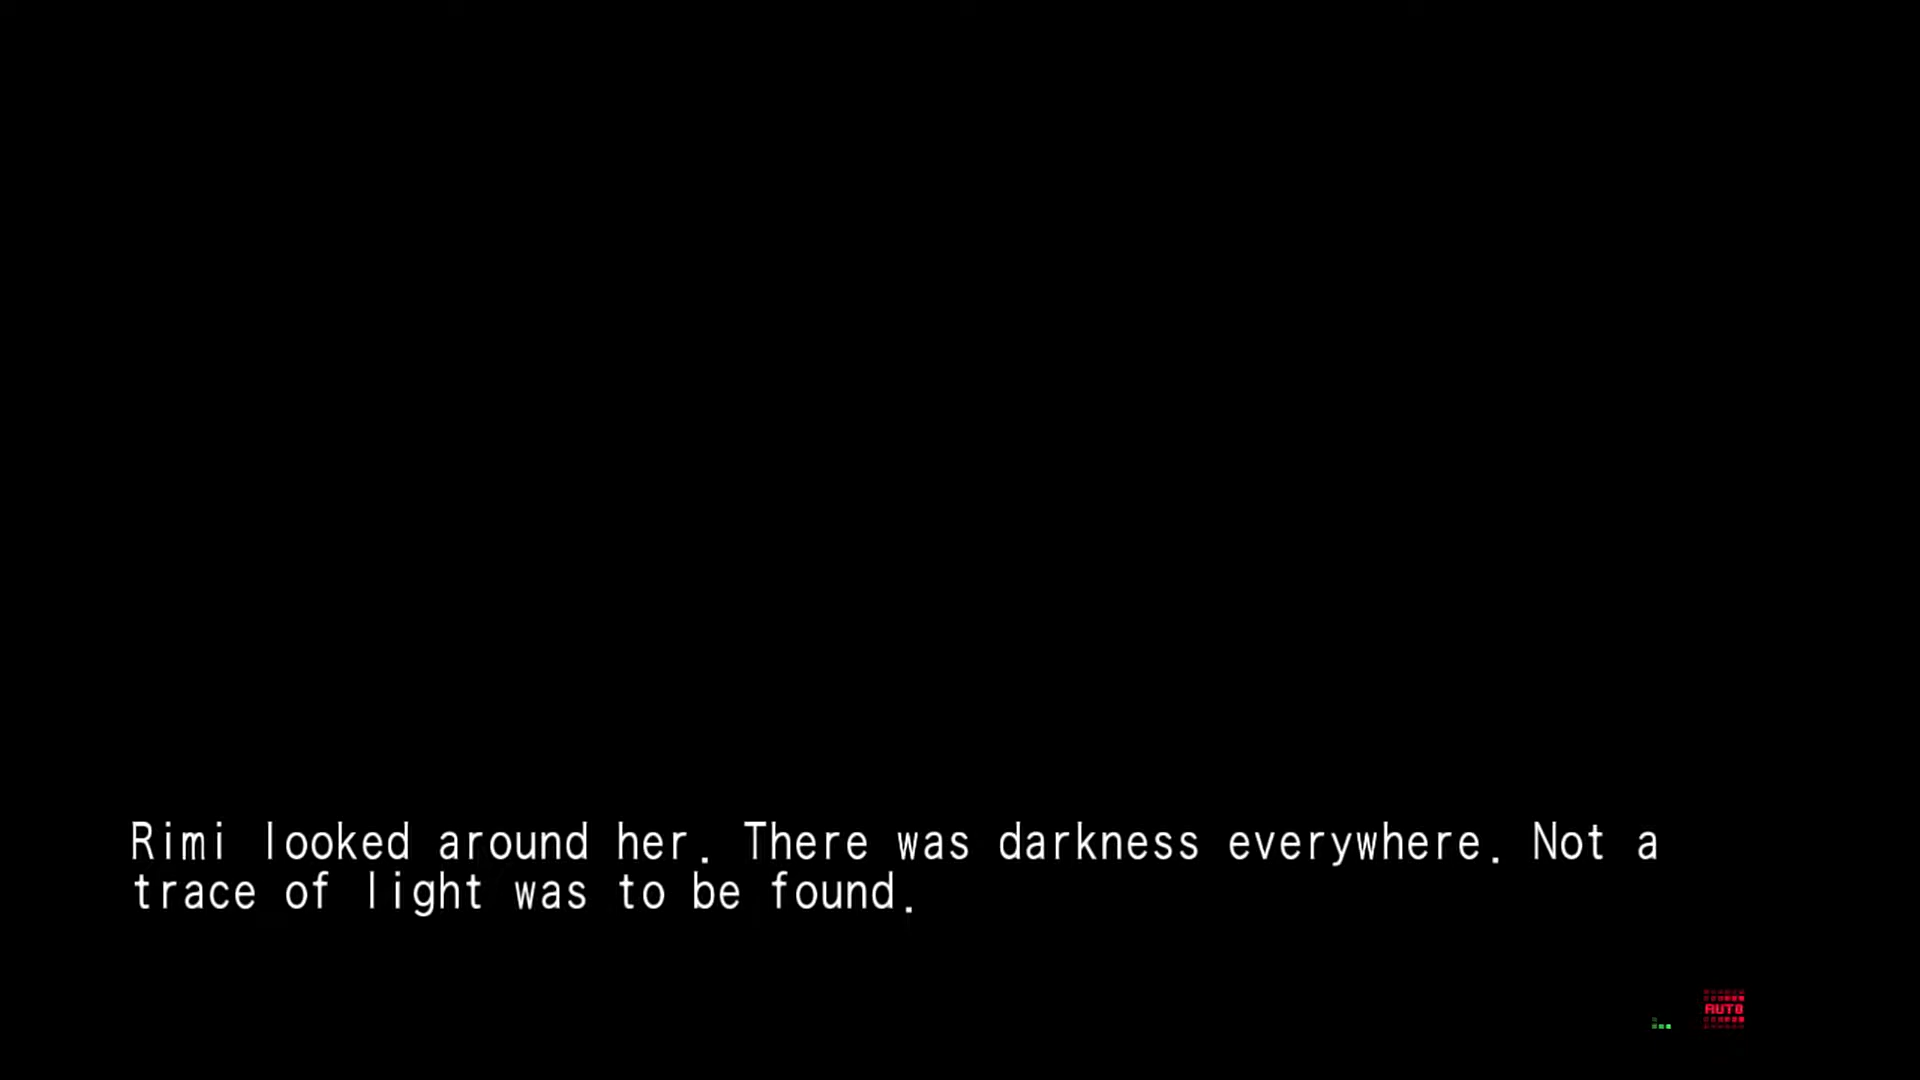 Rimi looked around her. There was darkness everywhere. Not a
trace of light was to be found.
AUTO